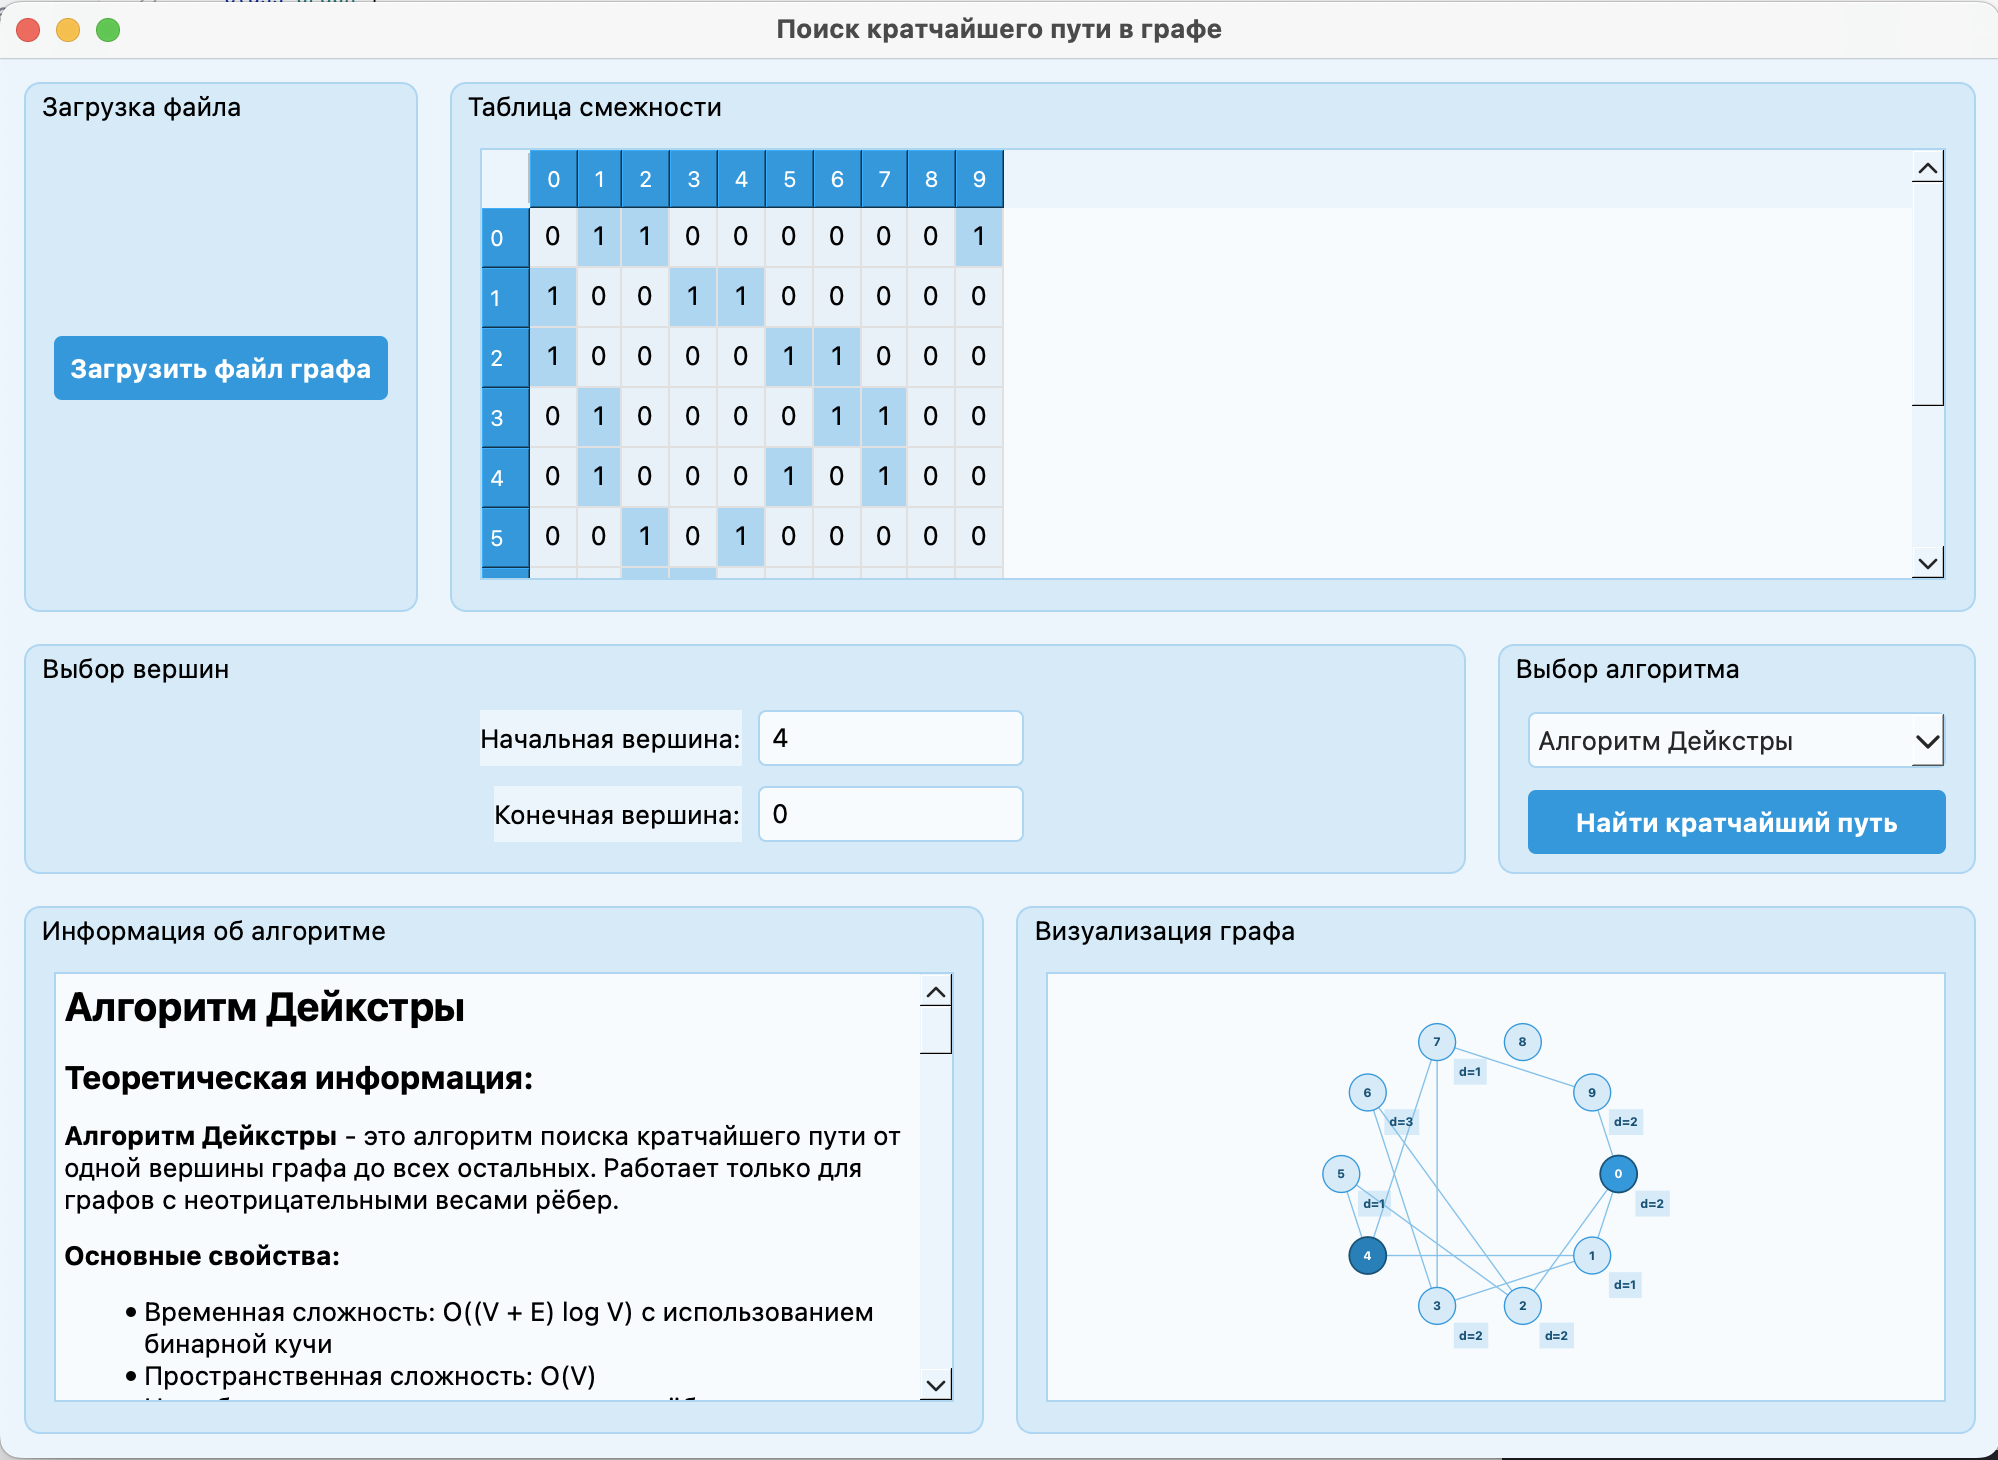 Поиск кратчайшего пути в графе
Загрузка файла
Загрузить файл графа
Таблица смежности
0 1 2 3 4 5 6 7 8 9
0 0 1 1 0 0 0 0 0 0 1
1 1 0 0 1 1 0 0 0 0 0
2 1 0 0 0 0 1 1 0 0 0
3 0 1 0 0 0 0 1 1 0 0
4 0 1 0 0 0 1 0 1 0 0
5 0 0 1 0 1 0 0 0 0 0
Выбор вершин
Начальная вершина: 4
Конечная вершина: 0
Выбор алгоритма
Алгоритм Дейкстры
Найти кратчайший путь
Информация об алгоритме
Алгоритм Дейкстры
Теоретическая информация:
Алгоритм Дейкстры - это алгоритм поиска кратчайшего пути от
одной вершины графа до всех остальных. Работает только для
графов с неотрицательными весами рёбер.
Основные свойства:
• Временная сложность: O((V + E) log V) с использованием
бинарной кучи
• Пространственная сложность: O(V)
Визуализация графа
7 8
d=1
6 9
d=3 d=2
5 0
d=1 d=2
4 1
d=1
3 2
d=2 d=2